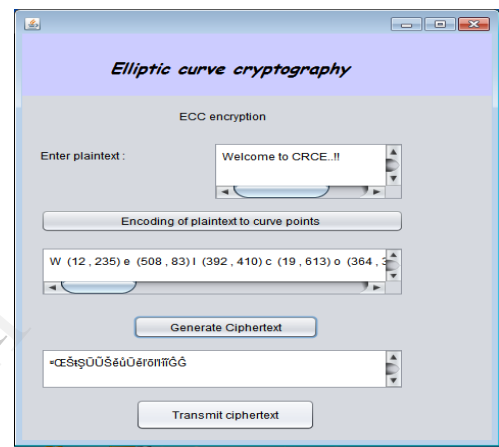 Elliptic curve cryptography
ECC encryption
Enter plaintext :
Welcome to CRCE..!!
Encoding of plaintext to curve points
W (12 , 235) e (508 , 83) l (392 , 410) c (19 , 613) o (364 ,
Generate Ciphertext
Transmit ciphertext